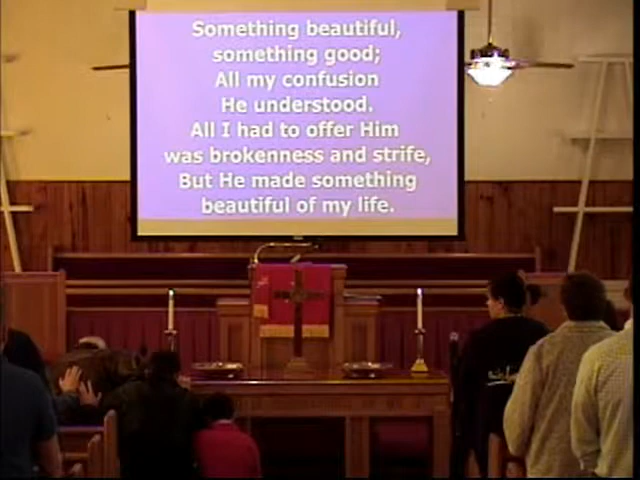 Something beautiful,
something good;
All my confusion
He understood.
All I had to offer Him
was brokenness and strife,
But He made something
beautiful of my life.